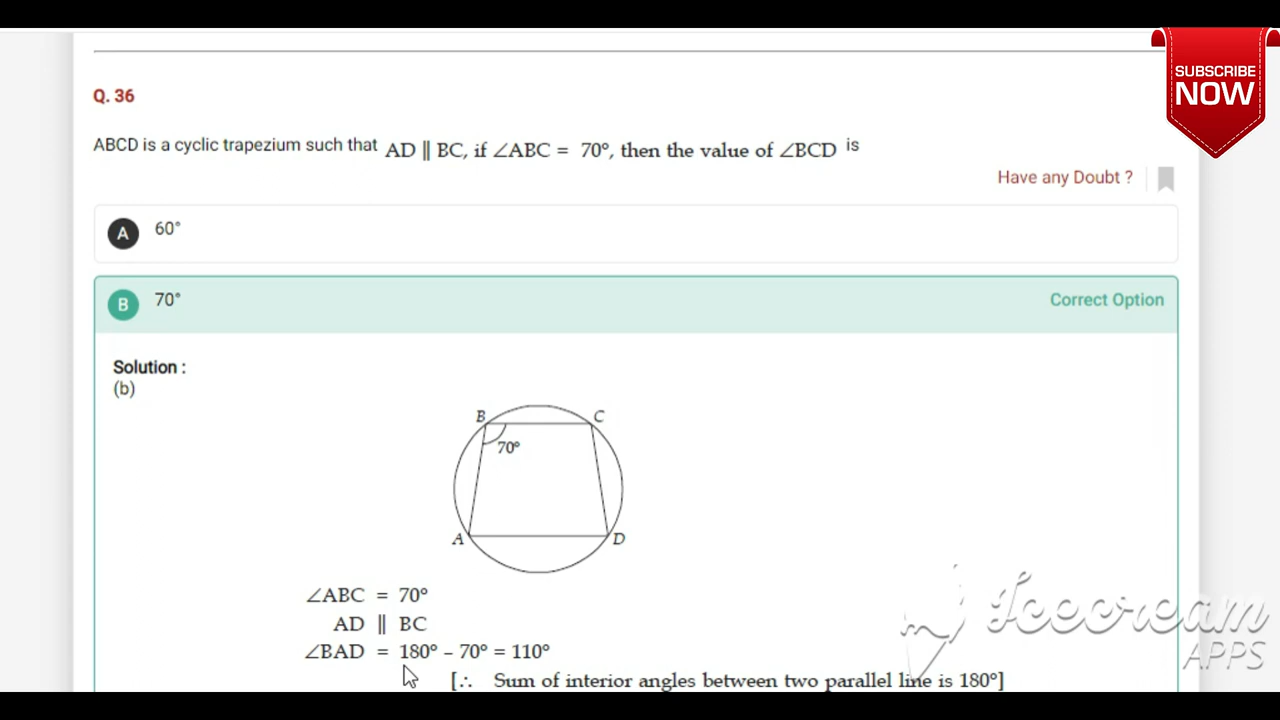 SUBSCRIBE
NOW
Q. 36
ABCD is a cyclic trapezium such that AD || BC, if ∠ABC = 70°, then the value of ∠BCD is
Have any Doubt ?
A 60°
B 70° Correct Option
Solution :
(b)
B C
70°
A D
∠ABC = 70°
AD || BC
∠BAD = 180° – 70° = 110°
[∴ Sum of interior angles between two parallel line is 180°]
Icecream
APPS